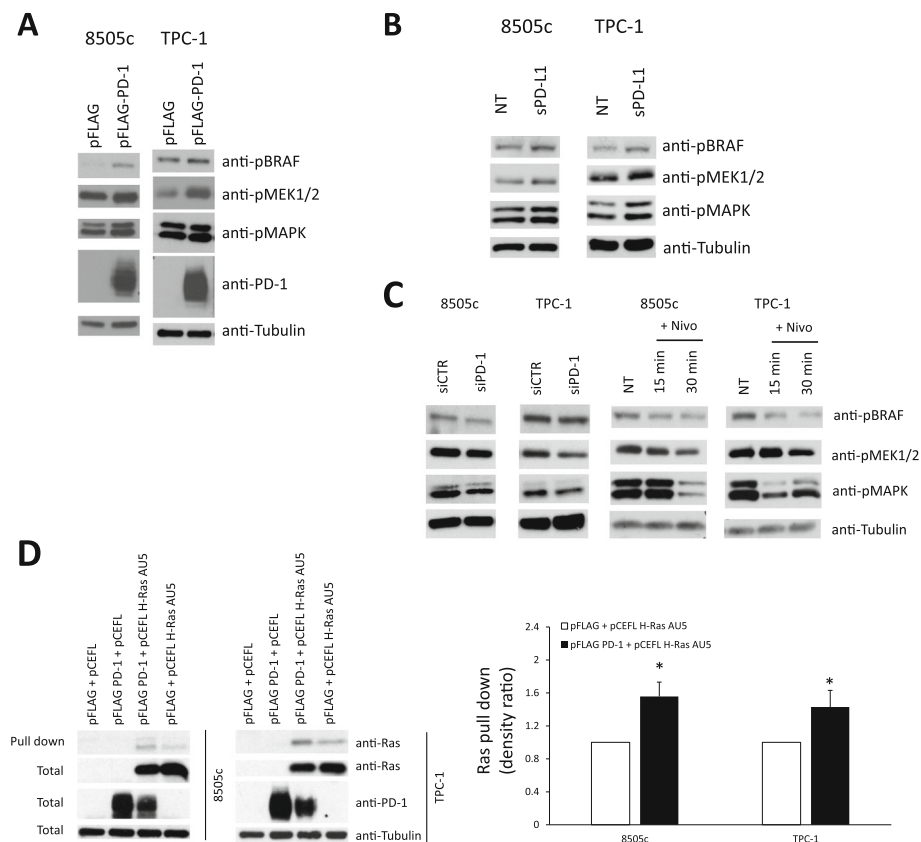 A
8505c
TPC-1
pFLAG
pFLAG-PD-1
pFLAG
pFLAG-PD-1
anti-pBRAF
anti-pMEK1/2
anti-pMAPK
anti-PD-1
anti-Tubulin
B
8505c
TPC-1
NT
sPD-L1
NT
sPD-L1
anti-pBRAF
anti-pMEK1/2
anti-pMAPK
anti-Tubulin
C
8505c
TPC-1
8505c
TPC-1
+ Nivo
+ Nivo
siCTR
siPD-1
siCTR
siPD-1
NT
15 min
30 min
NT
15 min
30 min
anti-pBRAF
anti-pMEK1/2
anti-pMAPK
anti-Tubulin
D
pFLAG + pCEFL
pFLAG PD-1 + pCEFL
pFLAG PD-1 + pCEFL H-Ras AU5
pFLAG + pCEFL H-Ras AU5
pFLAG + pCEFL
pFLAG PD-1 + pCEFL
pFLAG PD-1 + pCEFL H-Ras AU5
pFLAG + pCEFL H-Ras AU5
Pull down
Total
Total
Total
8505c
anti-Ras
anti-Ras
anti-PD-1
anti-Tubulin
TPC-1
pFLAG + pCEFL H-Ras AU5
pFLAG PD-1 + pCEFL H-Ras AU5
Ras pull down
(density ratio)
2.4
2
1.6
1.2
0.8
0.4
0
*
*
8505c
TPC-1